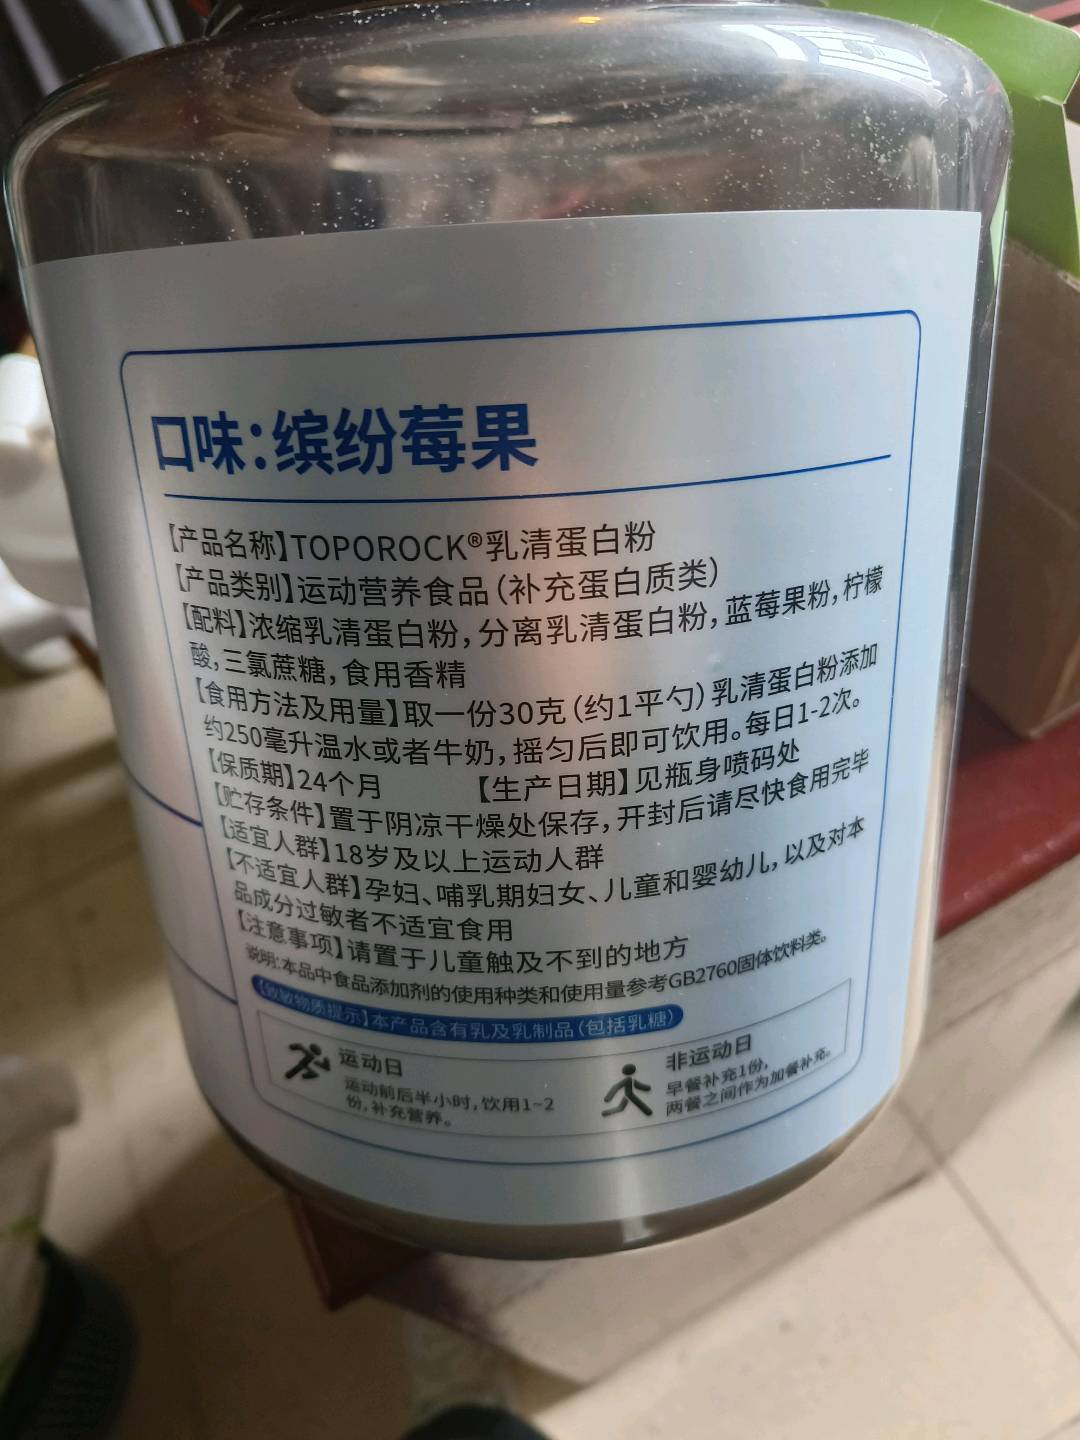 口味:缤纷莓果
【产品名称】TOPOROCK®乳清蛋白粉
【产品类别】运动营养食品(补充蛋白质类)
【配料】浓缩乳清蛋白粉,分离乳清蛋白粉,蓝莓果粉,柠檬
酸,三氯蔗糖,食用香精
【食用方法及用量】取一份30克(约1平勺)乳清蛋白粉添加
约250毫升温水或者牛奶,摇匀后即可饮用。每日1-2次。
【保质期】24个月 【生产日期】见瓶身喷码处
【贮存条件】置于阴凉干燥处保存,开封后请尽快食用完毕
【适宜人群】18岁及以上运动人群
【不适宜人群】孕妇、哺乳期妇女、儿童和婴幼儿,以及对本
品成分过敏者不适宜食用
【注意事项】请置于儿童触及不到的地方
说明:本品中食品添加剂的使用种类和使用量参考GB2760固体饮料类。
【致敏物质提示】本产品含有乳及乳制品(包括乳糖)
运动日
运动前后半小时,饮用1~2
份,补充营养。
非运动日
早餐补充1份,
两餐之间作为加餐补充。